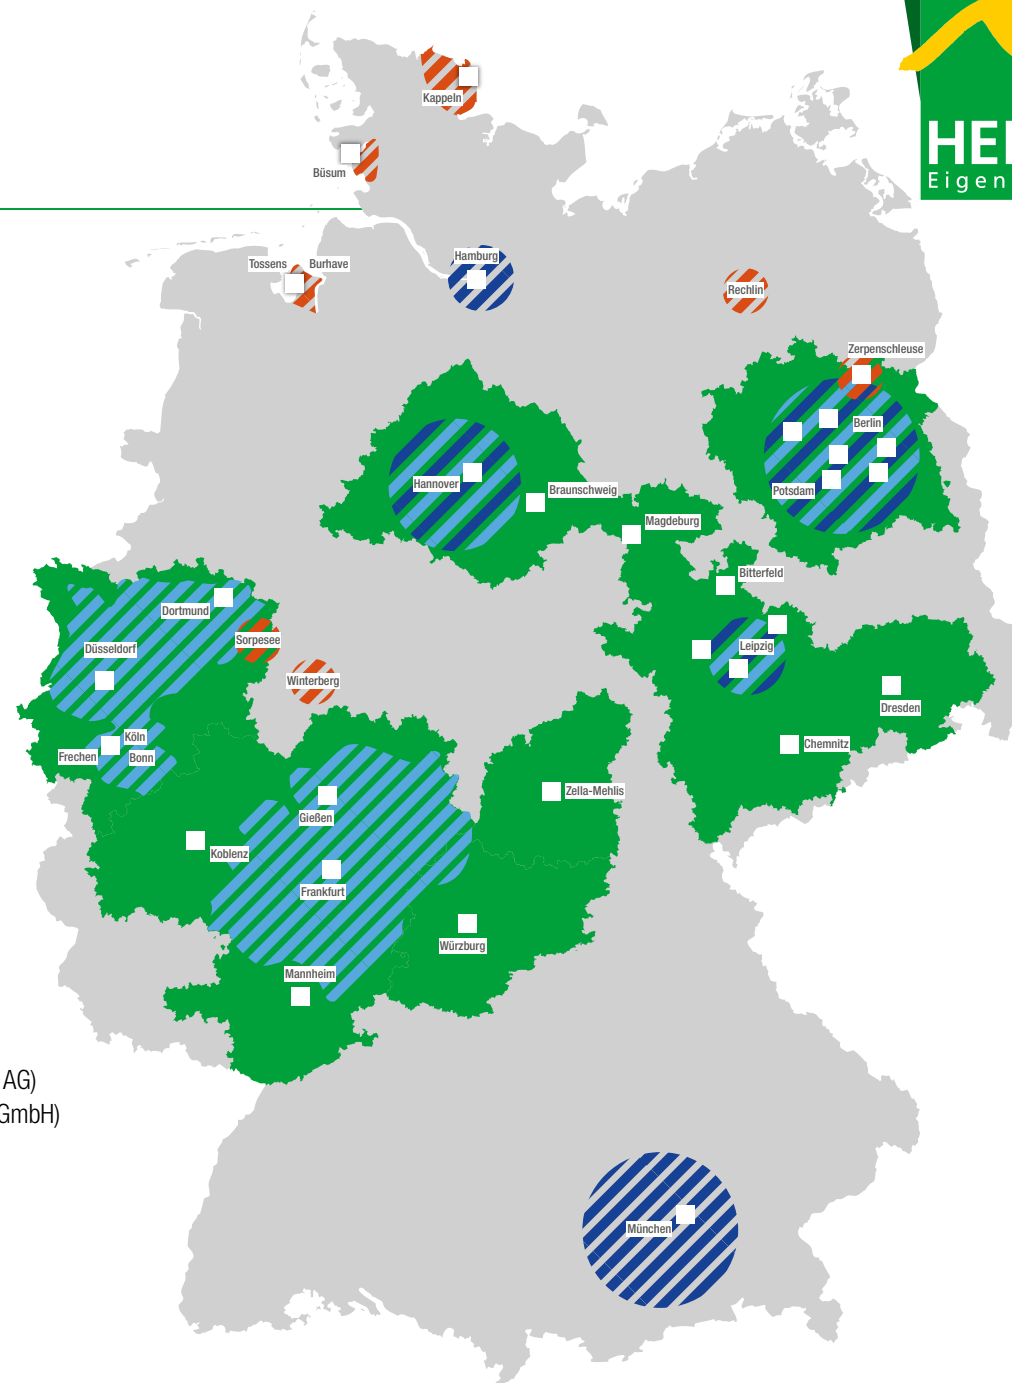 HEI
Eigen
Kappeln
Büsum
Hamburg
Tossens
Burhave
Rechlin
Zerpenschleuse
Berlin
Hannover
Potsdam
Braunschweig
Magdeburg
Bitterfeld
Dortmund
Sorpesee
Düsseldorf
Leipzig
Winterberg
Dresden
Köln
Chemnitz
Frechen
Bonn
Zella-Mehlis
Gießen
Koblenz
Frankfurt
Würzburg
Mannheim
AG)
GmbH)
München